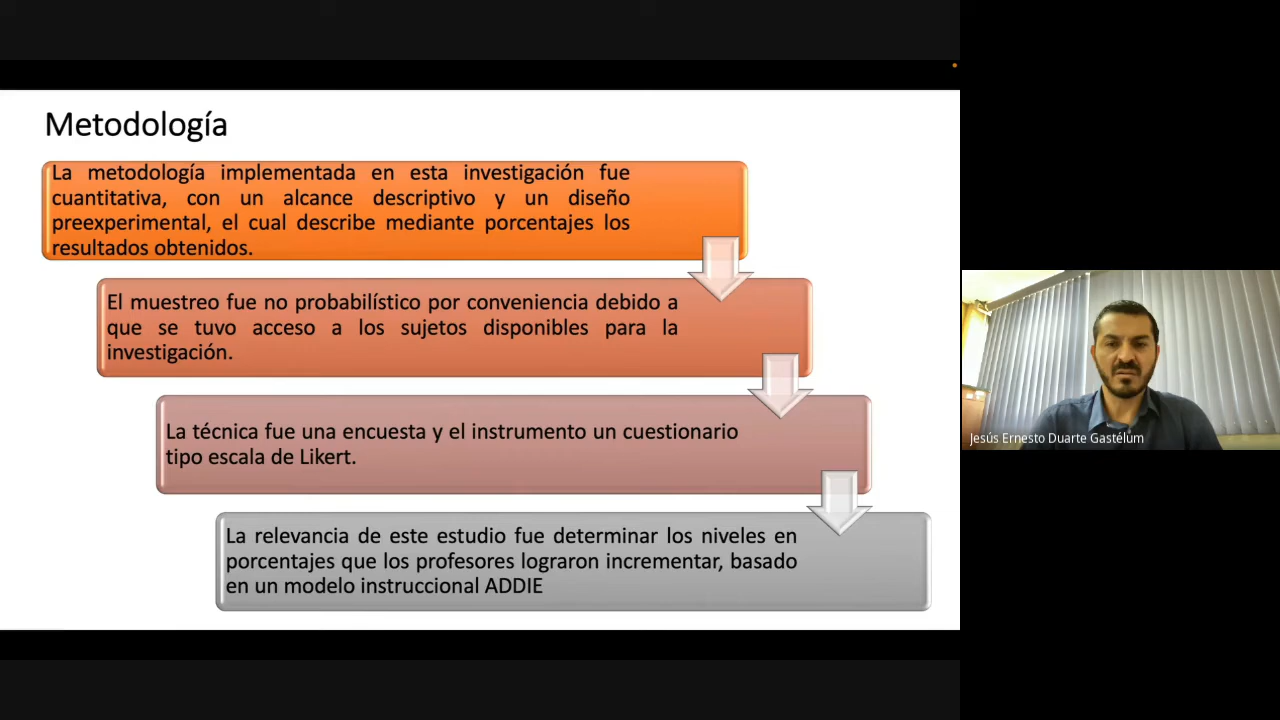 Metodología
La metodología implementada en esta investigación fue
cuantitativa, con un alcance descriptivo y un diseño
preexperimental, el cual describe mediante porcentajes los
resultados obtenidos.
El muestreo fue no probabilístico por conveniencia debido a
que se tuvo acceso a los sujetos disponibles para la
investigación.
La técnica fue una encuesta y el instrumento un cuestionario
tipo escala de Likert.
La relevancia de este estudio fue determinar los niveles en
porcentajes que los profesores lograron incrementar, basado
en un modelo instruccional ADDIE
Jesús Ernesto Duarte Gastélum